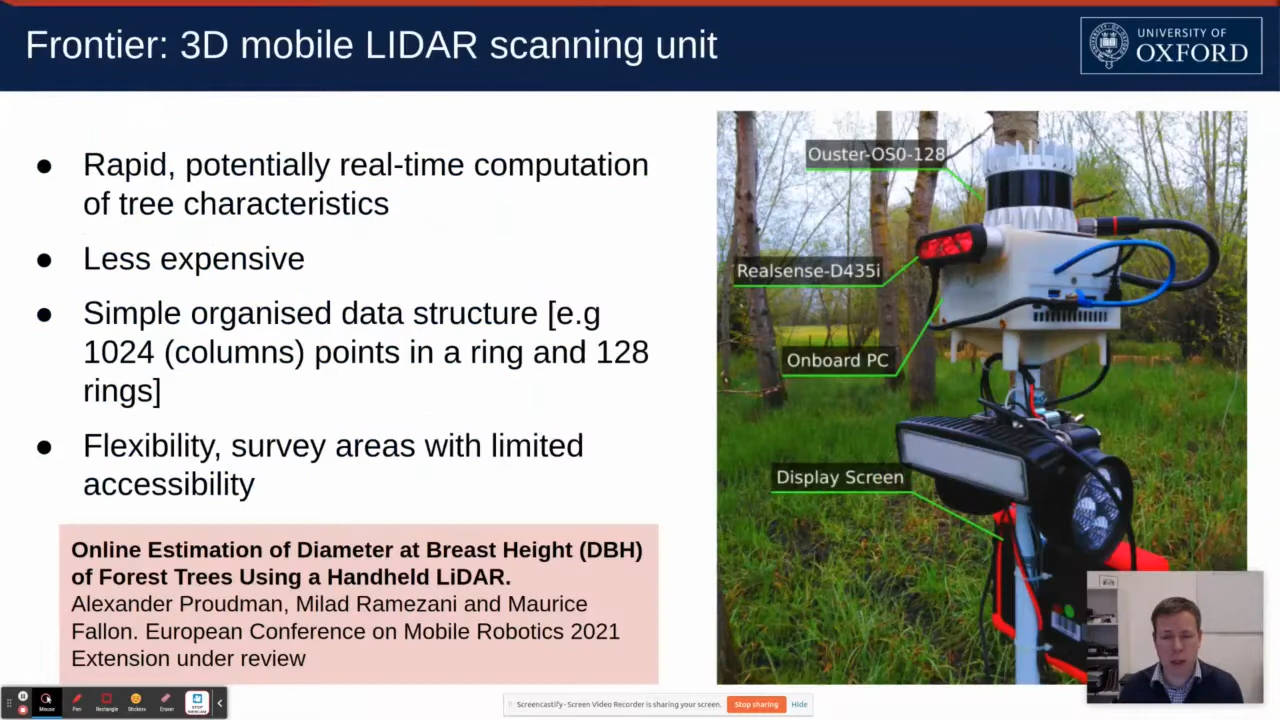 Frontier: 3D mobile LIDAR scanning unit
UNIVERSITY OF
OXFORD
● Rapid, potentially real-time computation
of tree characteristics
● Less expensive
● Simple organised data structure [e.g
1024 (columns) points in a ring and 128
rings]
● Flexibility, survey areas with limited
accessibility
Online Estimation of Diameter at Breast Height (DBH)
of Forest Trees Using a Handheld LiDAR.
Alexander Proudman, Milad Ramezani and Maurice
Fallon. European Conference on Mobile Robotics 2021
Extension under review
Ouster-OS0-128
Realsense-D435i
Onboard PC
Display Screen
Mouse
Pen
Rectangle
Stickers
Eraser
STOP
WEBCAM
Screencastify - Screen Video Recorder is sharing your screen.
Stop sharing
Hide